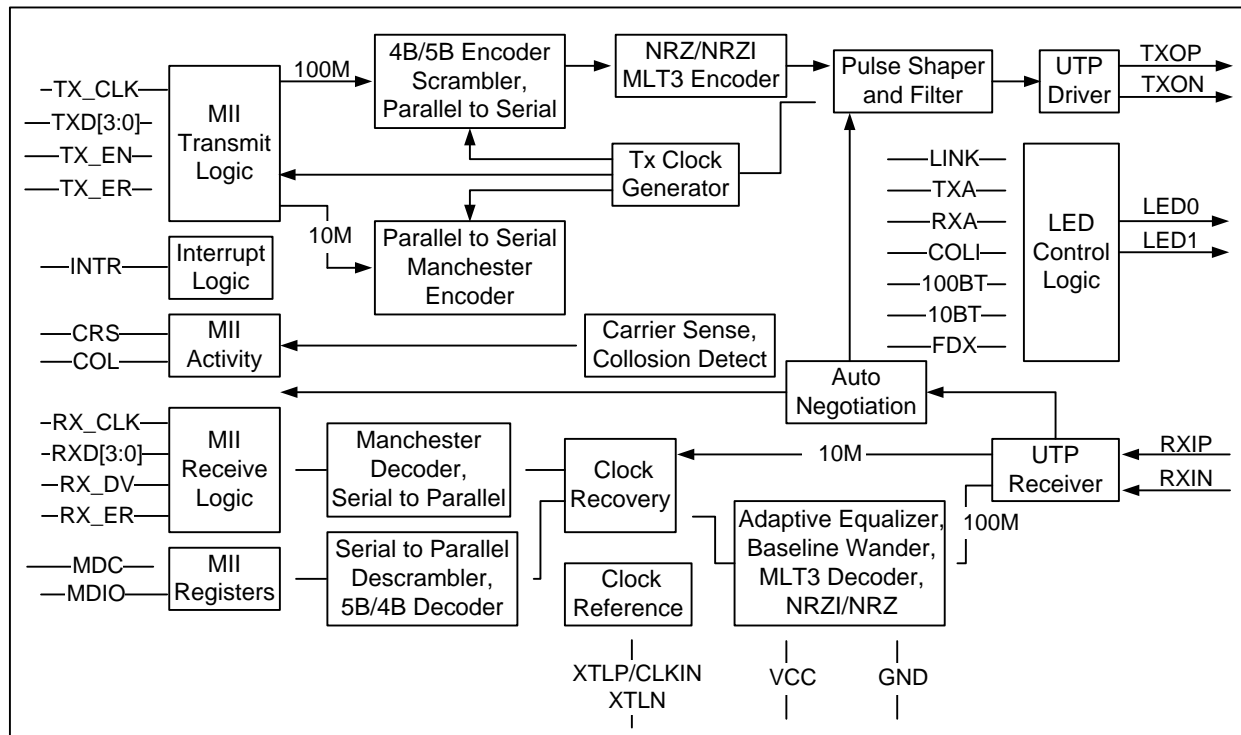 TX_CLK
TXD[3:0]
TX_EN
TX_ER
MII
Transmit
Logic
100M
10M
4B/5B Encoder
Scrambler,
Parallel to Serial
NRZ/NRZI
MLT3 Encoder
Pulse Shaper
and Filter
UTP
Driver
TXOP
TXON
Tx Clock
Generator
Parallel to Serial
Manchester
Encoder
INTR
Interrupt
Logic
LINK
TXA
RXA
COLI
100BT
10BT
FDX
LED
Control
Logic
LED0
LED1
CRS
COL
MII
Activity
Carrier Sense,
Collosion Detect
Auto
Negotiation
RX_CLK
RXD[3:0]
RX_DV
RX_ER
MII
Receive
Logic
Manchester
Decoder,
Serial to Parallel
Clock
Recovery
10M
UTP
Receiver
RXIP
RXIN
100M
Adaptive Equalizer,
Baseline Wander,
MLT3 Decoder,
NRZI/NRZ
MDC
MDIO
MII
Registers
Serial to Parallel
Descrambler,
5B/4B Decoder
Clock
Reference
XTLP/CLKIN
XTLN
VCC
GND